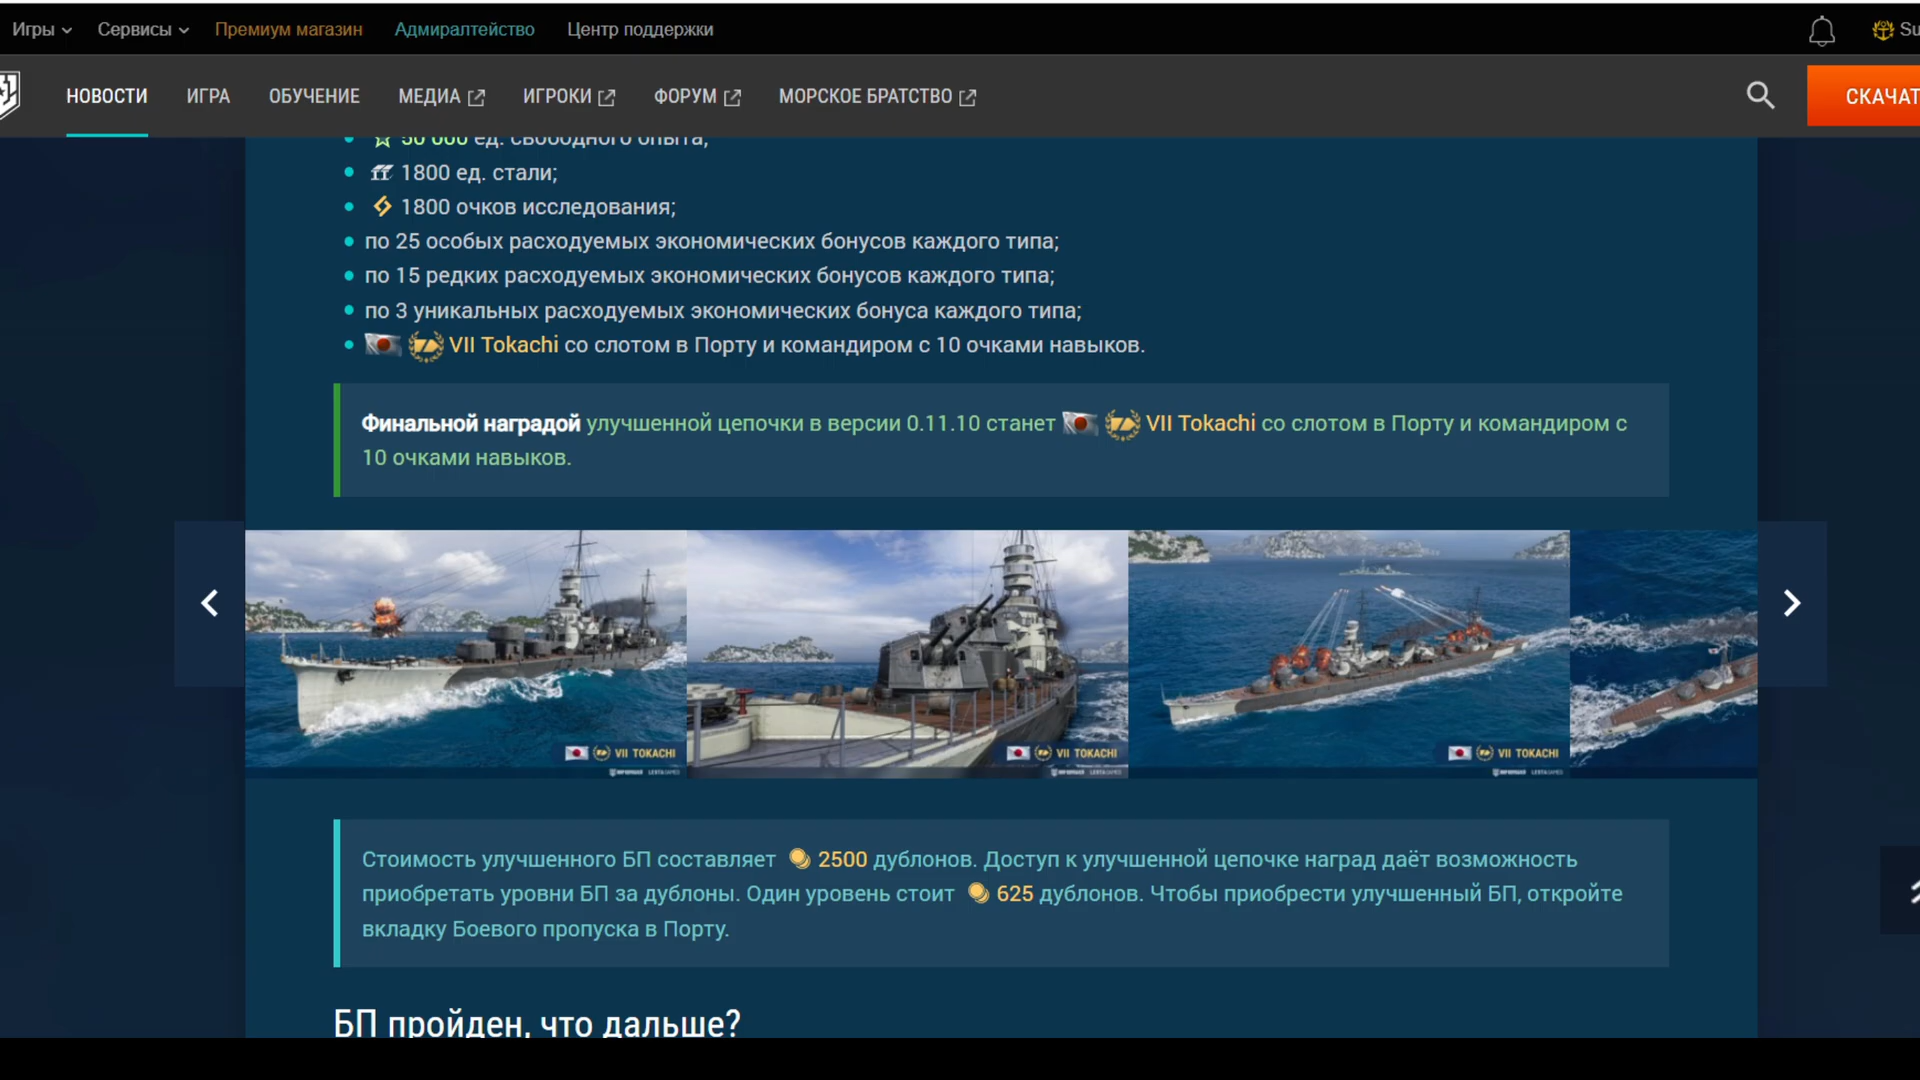 Игры
Сервисы
Премиум магазин
Адмиралтейство
Центр поддержки
Su
НОВОСТИ
ИГРА
ОБУЧЕНИЕ
МЕДИА
ИГРОКИ
ФОРУМ
МОРСКОЕ БРАТСТВО
СКАЧАТ
50 000 ед. свободного опыта;
1800 ед. стали;
1800 очков исследования;
по 25 особых расходуемых экономических бонусов каждого типа;
по 15 редких расходуемых экономических бонусов каждого типа;
по 3 уникальных расходуемых экономических бонуса каждого типа;
VII Tokachi со слотом в Порту и командиром с 10 очками навыков.
Финальной наградой улучшенной цепочки в версии 0.11.10 станет VII Tokachi со слотом в Порту и командиром с
10 очками навыков.
VII TOKACHI
VII TOKACHI
VII TOKACHI
Стоимость улучшенного БП составляет 2500 дублонов. Доступ к улучшенной цепочке наград даёт возможность
приобретать уровни БП за дублоны. Один уровень стоит 625 дублонов. Чтобы приобрести улучшенный БП, откройте
вкладку Боевого пропуска в Порту.
БП пройден, что дальше?